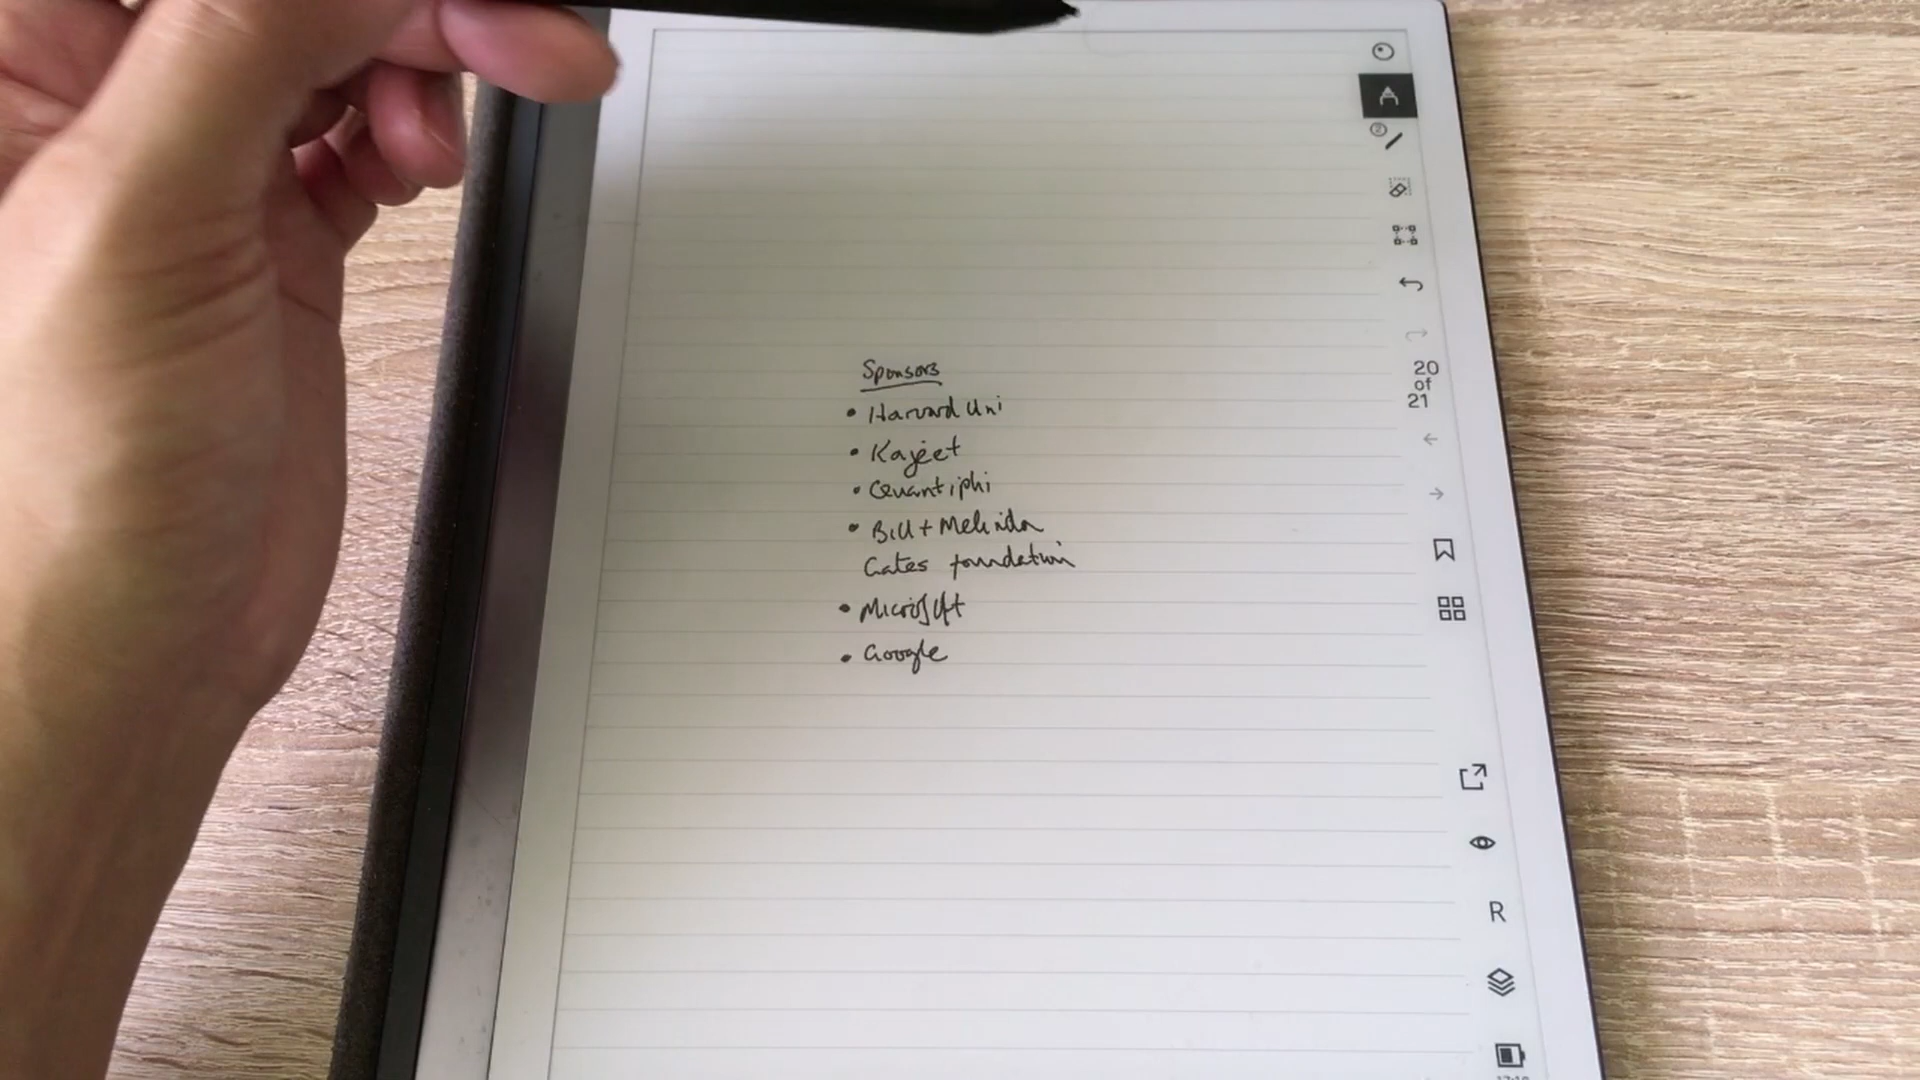 Sponsors
• Harvard Uni
• Kajeet
• Quantiphi
• Bill + Melinda
Gates foundation
• Microsoft
• Google
20
of
21
R